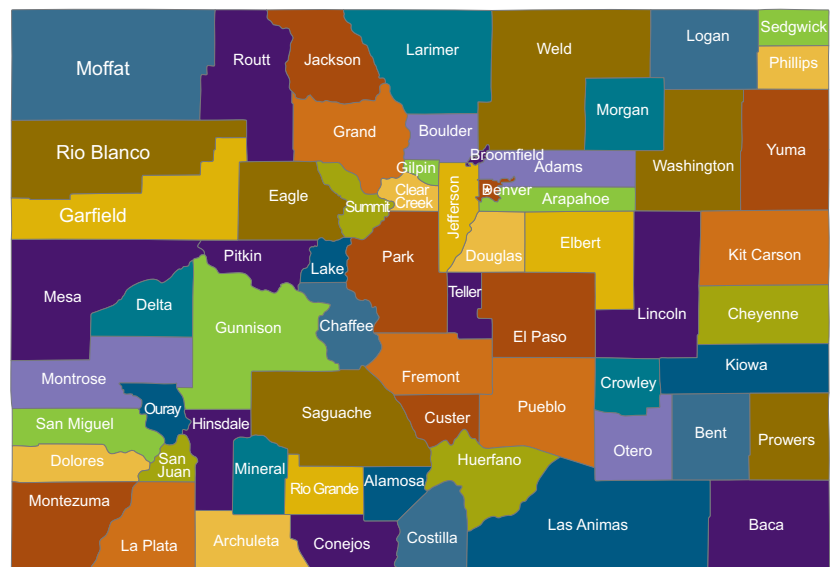 Moffat
Routt
Jackson
Larimer
Weld
Logan
Sedgwick
Phillips
Morgan
Grand
Boulder
Rio Blanco
Broomfield
Adams
Washington
Yuma
Gilpin
Eagle
Clear
Creek
Jefferson
Denver
Arapahoe
Garfield
Summit
Pitkin
Lake
Park
Douglas
Elbert
Kit Carson
Mesa
Delta
Gunnison
Chaffee
Teller
El Paso
Lincoln
Cheyenne
Montrose
Fremont
Crowley
Kiowa
Ouray
Saguache
Custer
Pueblo
San Miguel
Hinsdale
Otero
Bent
Prowers
Dolores
San
Juan
Mineral
Huerfano
Montezuma
Rio Grande
Alamosa
La Plata
Archuleta
Conejos
Costilla
Las Animas
Baca